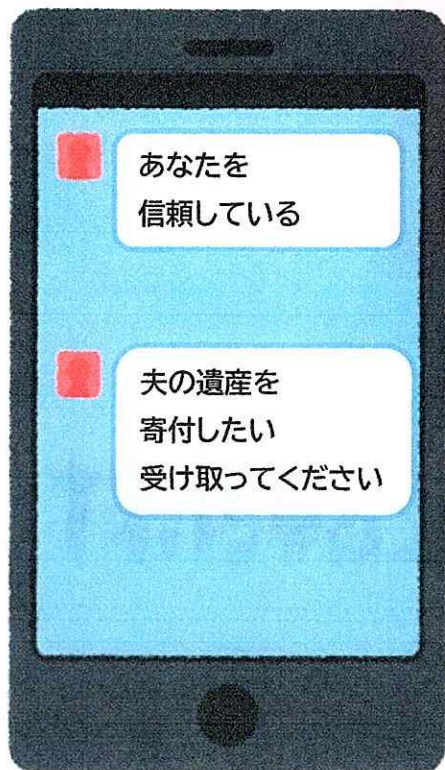 あなたを
信頼している
夫の遺産を
寄付したい
受け取ってください